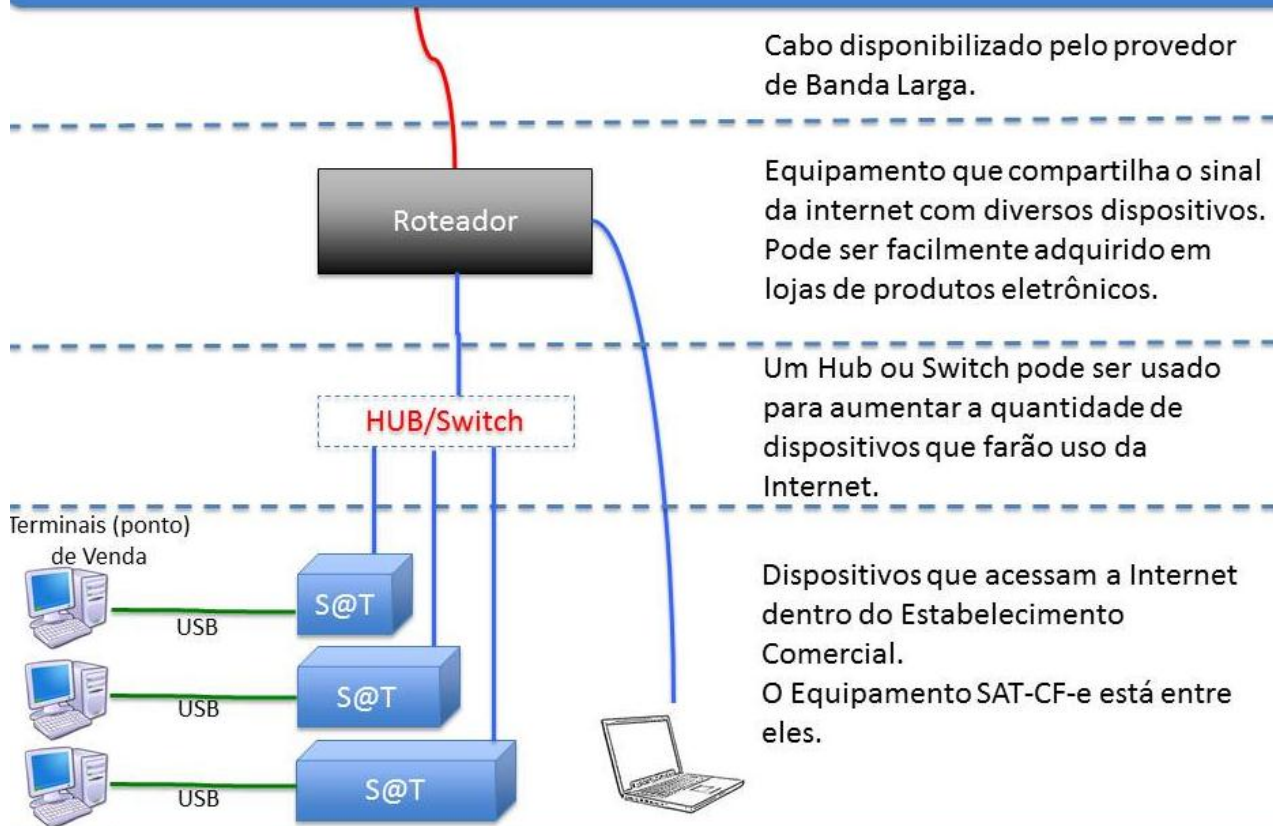 Cabo disponibilizado pelo provedor
de Banda Larga.
Roteador
Equipamento que compartilha o sinal
da internet com diversos dispositivos.
Pode ser facilmente adquirido em
lojas de produtos eletrônicos.
HUB/Switch
Um Hub ou Switch pode ser usado
para aumentar a quantidade de
dispositivos que farão uso da
Internet.
Terminais (ponto)
de Venda
USB
S@T
USB
S@T
USB
S@T
Dispositivos que acessam a Internet
dentro do Estabelecimento
Comercial.
O Equipamento SAT-CF-e está entre
eles.